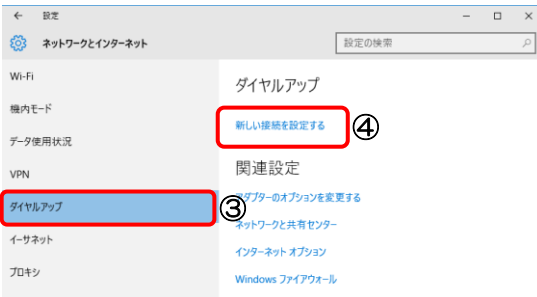 ← 設定
ネットワークとインターネット
設定の検索
Wi-Fi
機内モード
データ使用状況
VPN
ダイヤルアップ
③
イーサネット
プロキシ
ダイヤルアップ
新しい接続を設定する
④
関連設定
アダプターのオプションを変更する
ネットワークと共有センター
インターネット オプション
Windows ファイアウォール